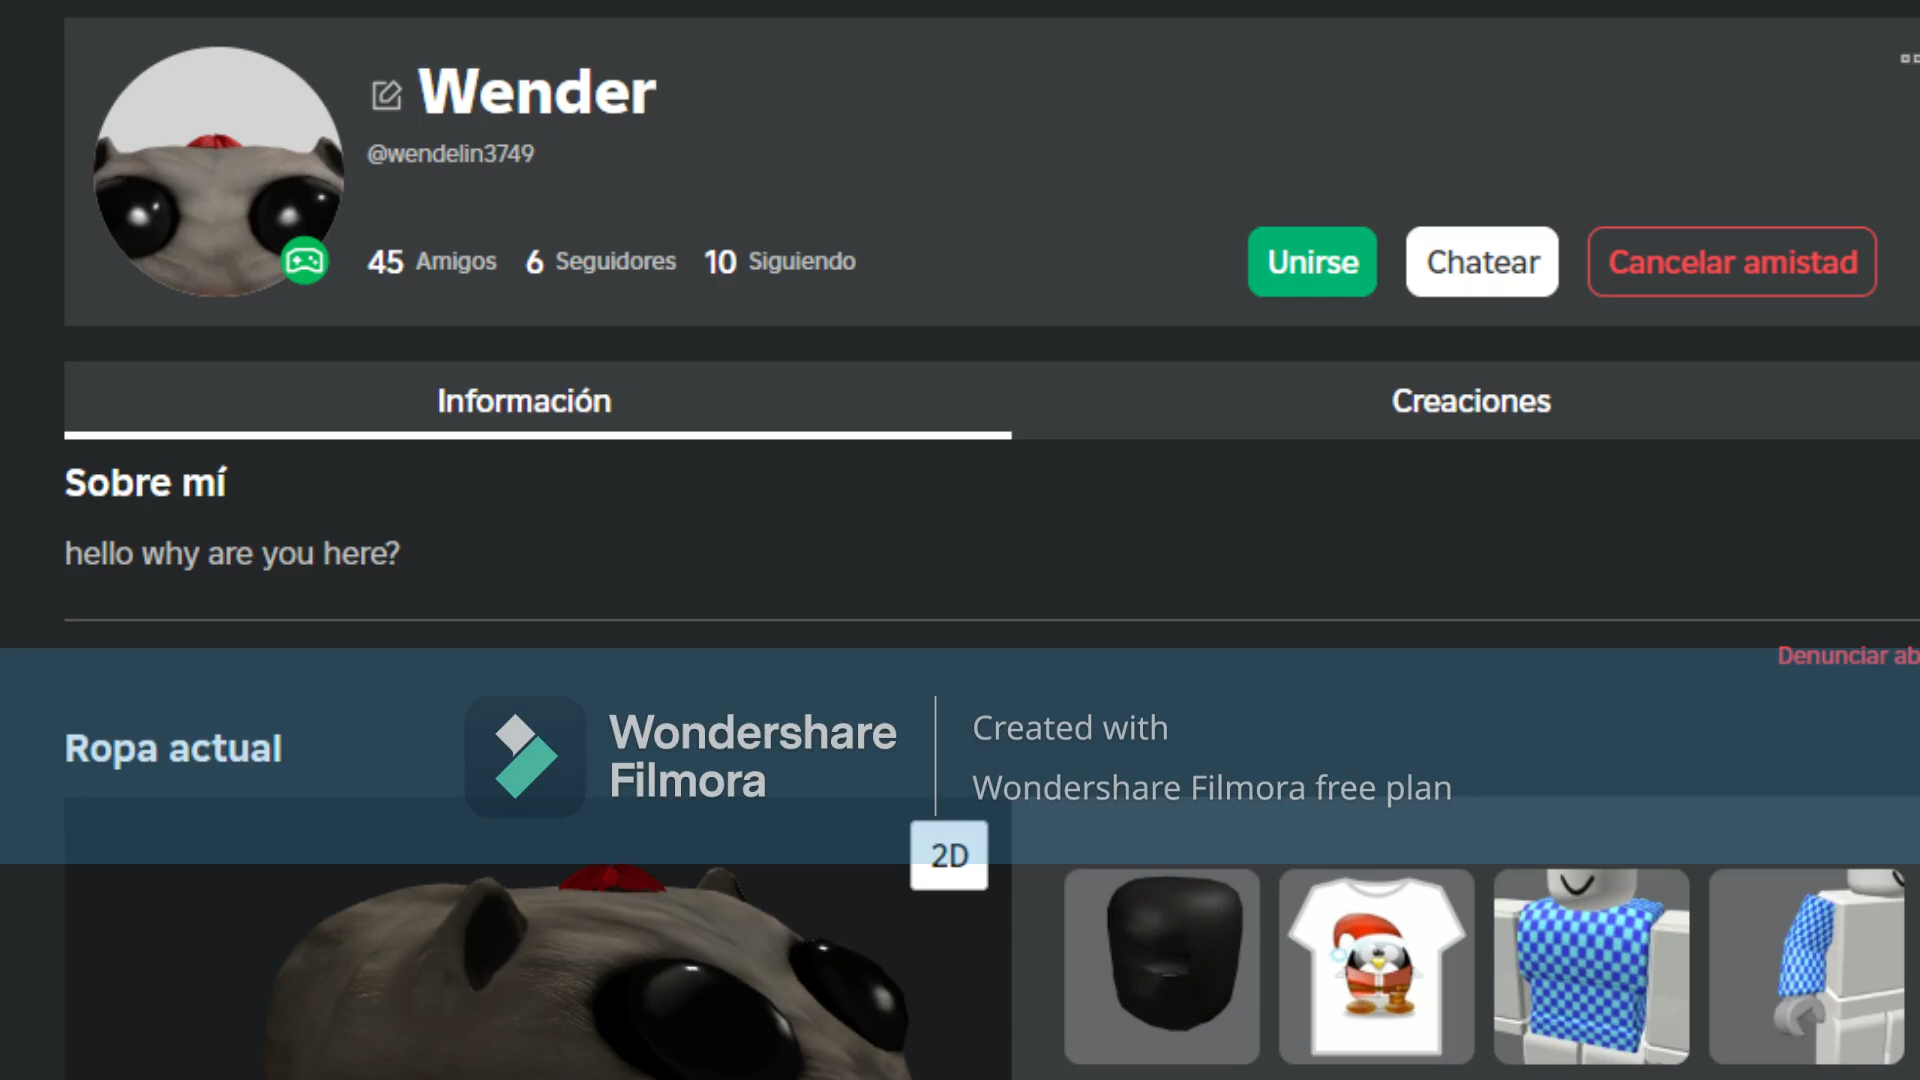 Wender
@wendelin3749
45 Amigos 6 Seguidores 10 Siguiendo
Unirse
Chatear
Cancelar amistad
Información
Creaciones
Sobre mí
hello why are you here?
Denunciar ab
Ropa actual
Wondershare
Filmora
Created with
Wondershare Filmora free plan
2D